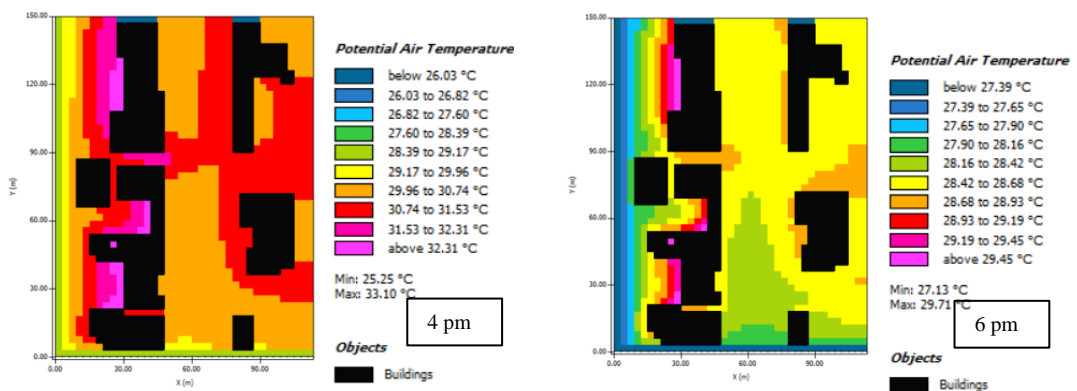 150.00
120.00
90.00
60.00
30.00
0.00
Y (m)
0.00 30.00 60.00 90.00
X (m)
Potential Air Temperature
below 26.03 °C
26.03 to 26.82 °C
26.82 to 27.60 °C
27.60 to 28.39 °C
28.39 to 29.17 °C
29.17 to 29.96 °C
29.96 to 30.74 °C
30.74 to 31.53 °C
31.53 to 32.31 °C
above 32.31 °C
Min: 25.25 °C
Max: 33.10 °C
4 pm
Objects
Buildings
150.00
120.00
90.00
60.00
30.00
0.00
Y (m)
0.00 30.00 60.00 90.00
X (m)
Potential Air Temperature
below 27.39 °C
27.39 to 27.65 °C
27.65 to 27.90 °C
27.90 to 28.16 °C
28.16 to 28.42 °C
28.42 to 28.68 °C
28.68 to 28.93 °C
28.93 to 29.19 °C
29.19 to 29.45 °C
above 29.45 °C
Min: 27.13 °C
Max: 29.71 °C
6 pm
Objects
Buildings